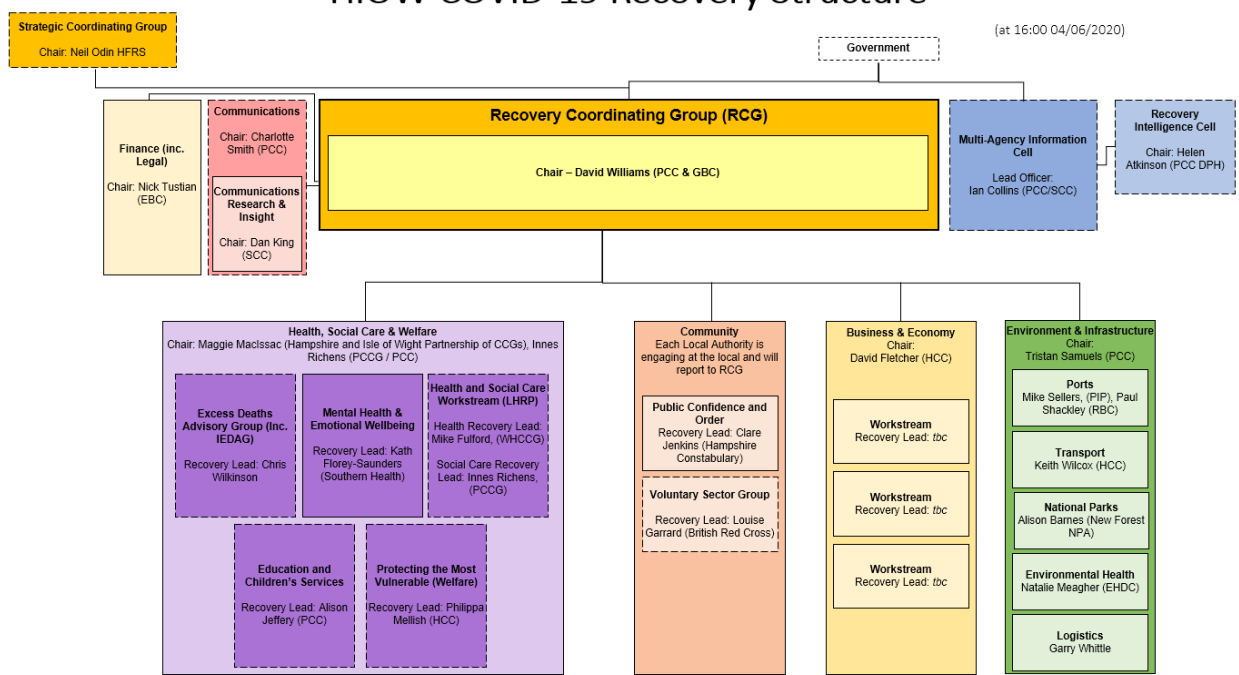 HIOW COVID-19 Recovery Structure
(at 16:00 04/06/2020)
Strategic Coordinating Group
Chair: Neil Odin HFRS
Government
Finance (inc.
Legal)
Chair: Nick Tustian
(EBC)
Communications
Chair: Charlotte
Smith (PCC)
Communications
Research &
Insight
Chair: Dan King
(SCC)
Recovery Coordinating Group (RCG)
Chair – David Williams (PCC & GBC)
Multi-Agency Information
Cell
Lead Officer:
Ian Collins (PCC/SCC)
Recovery
Intelligence Cell
Chair: Helen
Atkinson (PCC DPH)
Health, Social Care & Welfare
Chair: Maggie MacIssac (Hampshire and Isle of Wight Partnership of CCGs), Innes
Richens (PCCG / PCC)
Excess Deaths
Advisory Group (Inc.
IEDAG)
Recovery Lead: Chris
Wilkinson
Mental Health &
Emotional Wellbeing
Recovery Lead: Kath
Florey-Saunders
(Southern Health)
Health and Social Care
Workstream (LHRP)
Health Recovery Lead:
Mike Fulford, (WHCCG)
Social Care Recovery
Lead: Innes Richens,
(PCCG)
Education and
Children's Services
Recovery Lead: Alison
Jeffery (PCC)
Protecting the Most
Vulnerable (Welfare)
Recovery Lead: Philippa
Mellish (HCC)
Community
Each Local Authority is
engaging at the local and will
report to RCG
Public Confidence and
Order
Recovery Lead: Clare
Jenkins (Hampshire
Constabulary)
Voluntary Sector Group
Recovery Lead: Louise
Garrard (British Red Cross)
Business & Economy
Chair:
David Fletcher (HCC)
Workstream
Recovery Lead: tbc
Workstream
Recovery Lead: tbc
Workstream
Recovery Lead: tbc
Environment & Infrastructure
Chair:
Tristan Samuels (PCC)
Ports
Mike Sellers, (PIP), Paul
Shackley (RBC)
Transport
Keith Wilcox (HCC)
National Parks
Alison Barnes (New Forest
NPA)
Environmental Health
Natalie Meagher (EHDC)
Logistics
Garry Whittle